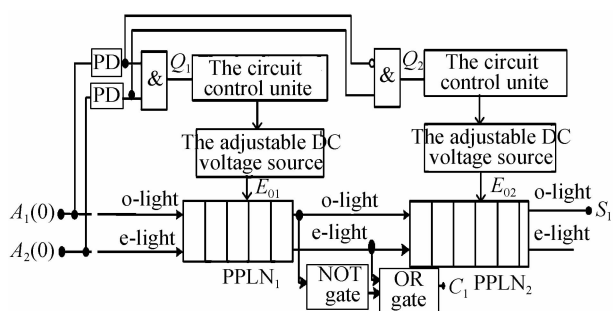 PD
&
Q1
The circuit
control unite
&
Q2
The circuit
control unite
PD
The adjustable DC
voltage source
The adjustable DC
voltage source
E01
E02
A1(0)
o-light
o-light
o-light
S1
A2(0)
e-light
e-light
e-light
PPLN1
NOT
gate
OR
gate
C1
PPLN2